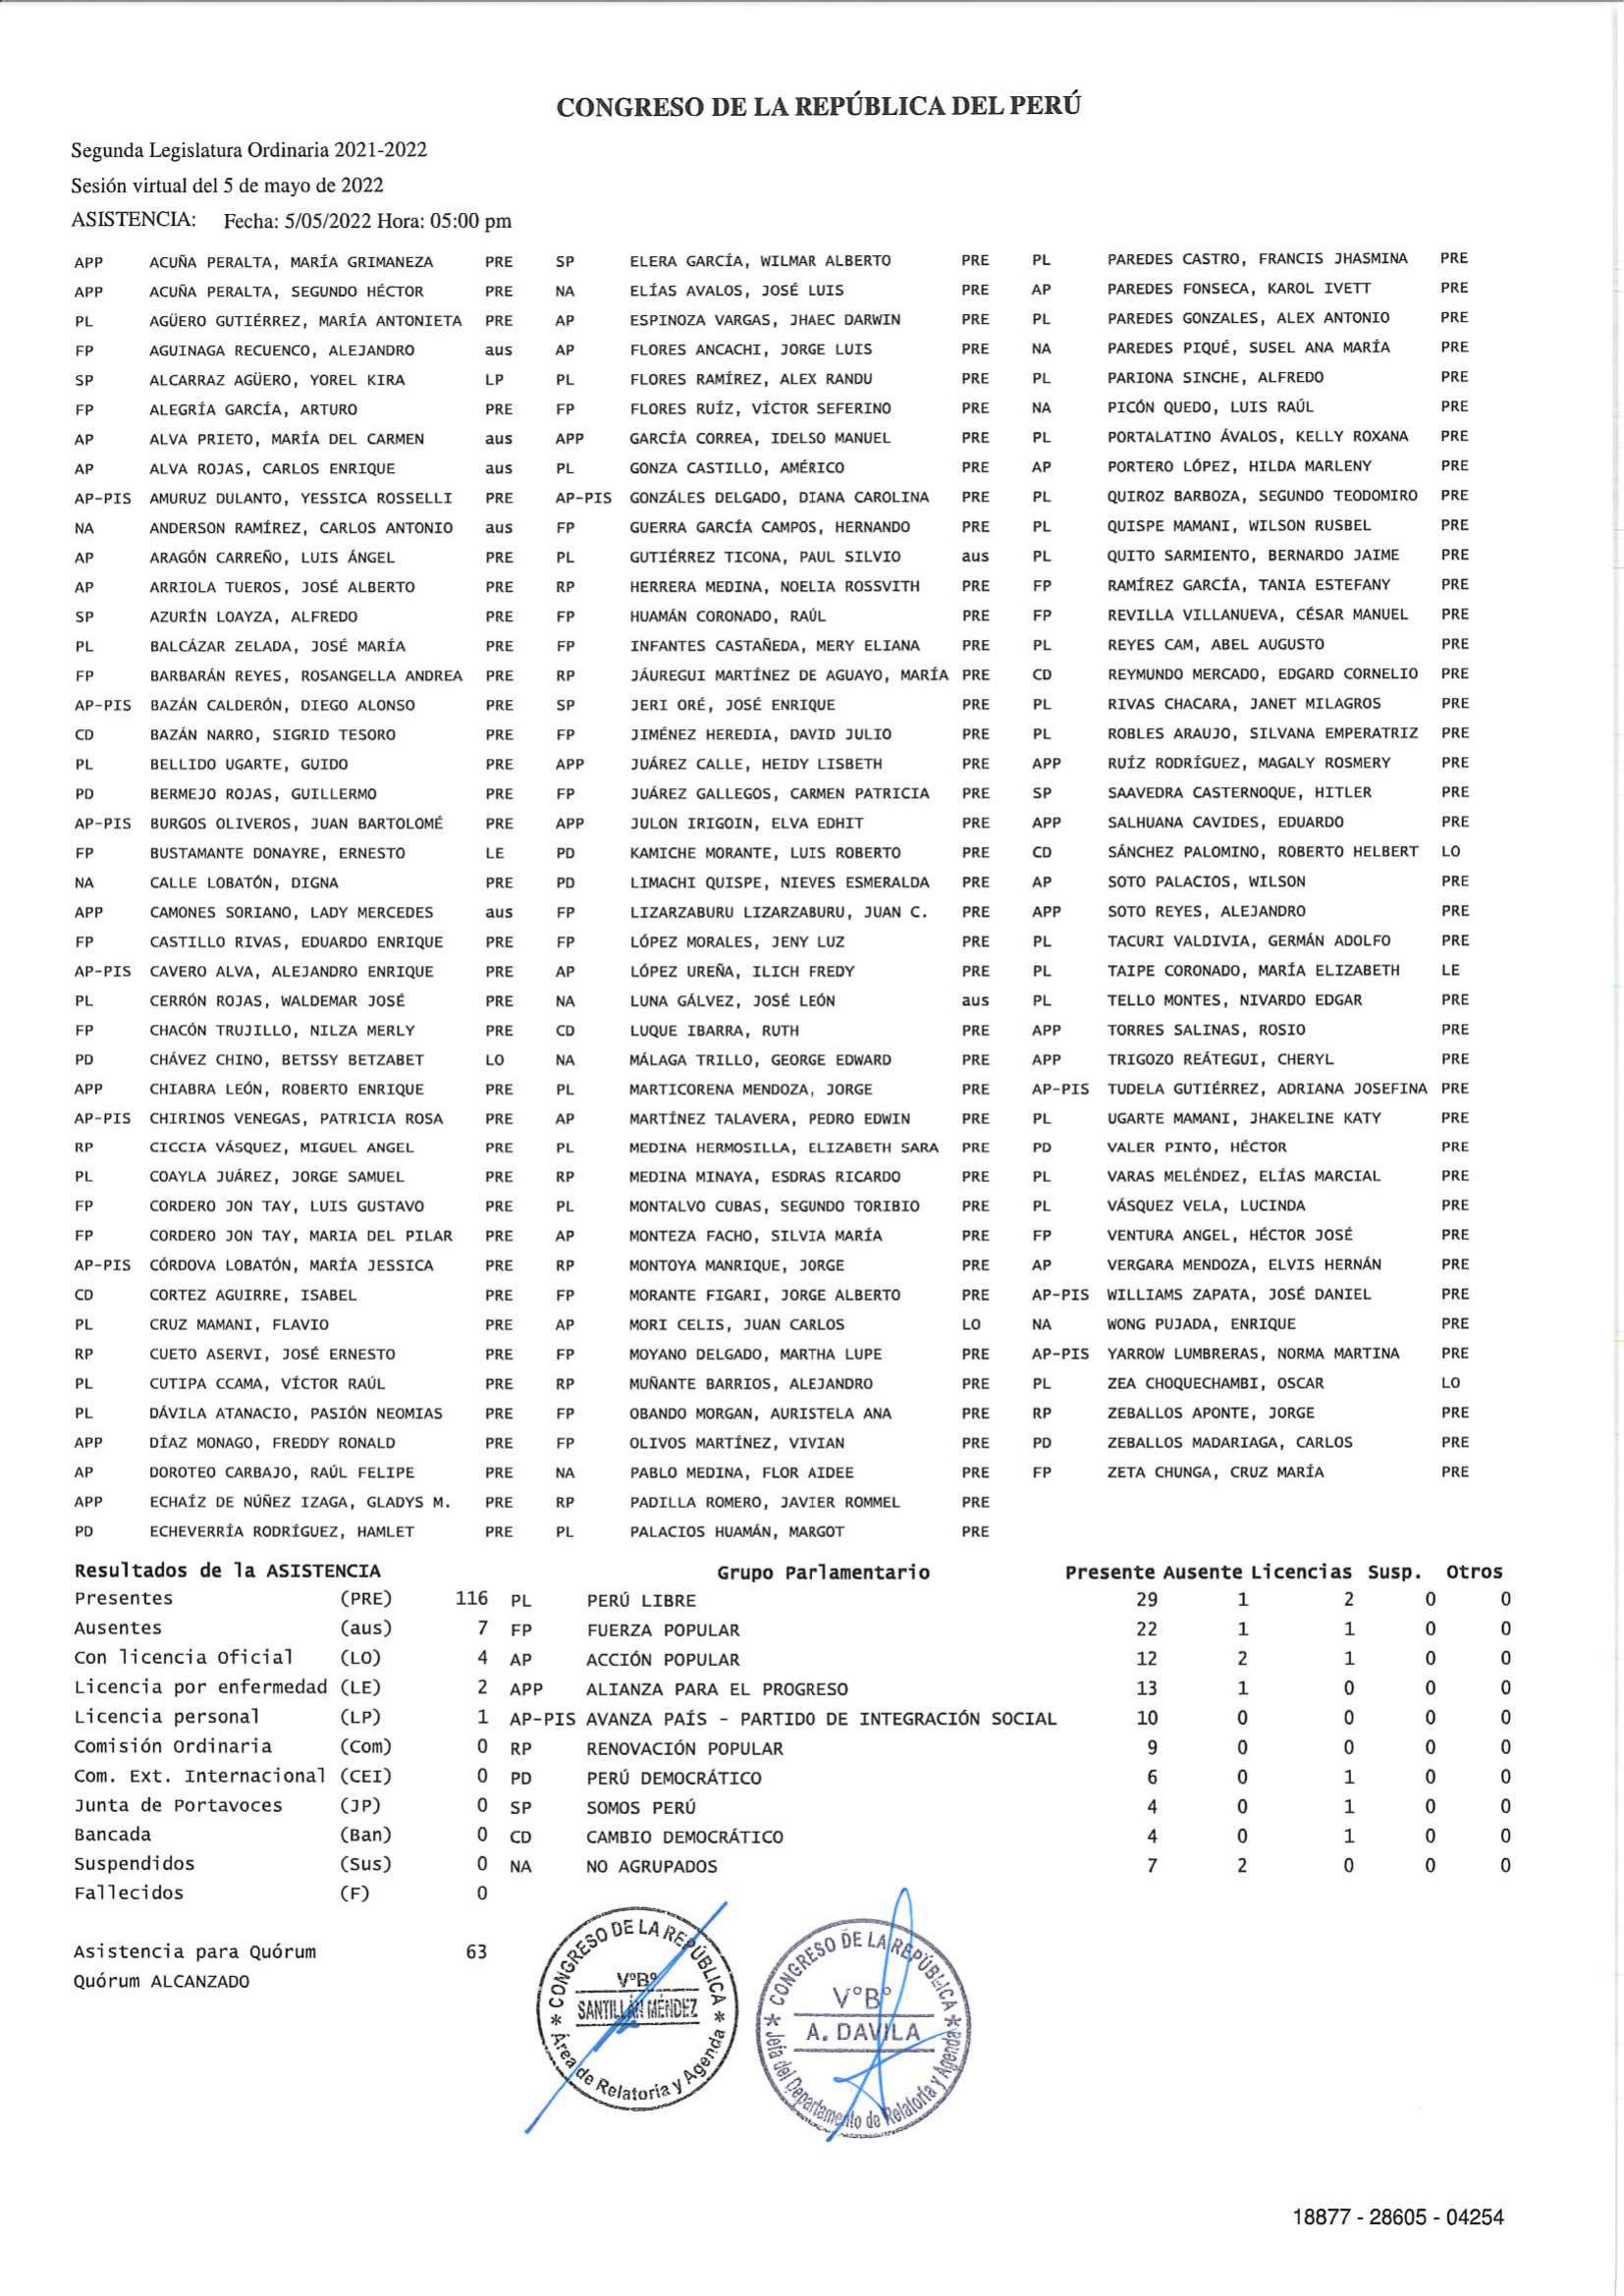 CONGRESO DE LA REPÚBLICA DEL PERÚ
Segunda Legislatura Ordinaria 2021-2022
Sesión virtual del 5 de mayo de 2022
ASISTENCIA: Fecha: 5/05/2022 Hora: 05:00 pm
APP ACUÑA PERALTA, MARÍA GRIMANEZA PRE SP ELERA GARCÍA, WILMAR ALBERTO PRE PL PAREDES CASTRO, FRANCIS JHASMINA PRE
APP ACUÑA PERALTA, SEGUNDO HÉCTOR PRE NA ELÍAS AVALOS, JOSÉ LUIS PRE AP PAREDES FONSECA, KAROL IVETT PRE
PL AGÜERO GUTIÉRREZ, MARÍA ANTONIETA PRE AP ESPINOZA VARGAS, JHAEC DARWIN PRE PL PAREDES GONZALES, ALEX ANTONIO PRE
FP AGUINAGA RECUENCO, ALEJANDRO aus AP FLORES ANCACHI, JORGE LUIS PRE NA PAREDES PIQUÉ, SUSEL ANA MARÍA PRE
SP ALCARRAZ AGÜERO, YOREL KIRA LP PL FLORES RAMÍREZ, ALEX RANDU PRE PL PARIONA SINCHE, ALFREDO PRE
FP ALEGRÍA GARCÍA, ARTURO PRE FP FLORES RUÍZ, VÍCTOR SEFERINO PRE NA PICÓN QUEDO, LUIS RAÚL PRE
AP ALVA PRIETO, MARÍA DEL CARMEN aus APP GARCÍA CORREA, IDELSO MANUEL PRE PL PORTALATINO ÁVALOS, KELLY ROXANA PRE
AP ALVA ROJAS, CARLOS ENRIQUE aus PL GONZA CASTILLO, AMÉRICO PRE AP PORTERO LÓPEZ, HILDA MARLENY PRE
AP-PIS AMURUZ DULANTO, YESSICA ROSSELLI PRE AP-PIS GONZÁLES DELGADO, DIANA CAROLINA PRE PL QUIROZ BARBOZA, SEGUNDO TEODOMIRO PRE
NA ANDERSON RAMÍREZ, CARLOS ANTONIO aus FP GUERRA GARCÍA CAMPOS, HERNANDO PRE PL QUISPE MAMANI, WILSON RUSBEL PRE
AP ARAGÓN CARREÑO, LUIS ÁNGEL PRE PL GUTIÉRREZ TICONA, PAUL SILVIO aus PL QUITO SARMIENTO, BERNARDO JAIME PRE
AP ARRIOLA TUEROS, JOSÉ ALBERTO PRE RP HERRERA MEDINA, NOELIA ROSSVITH PRE FP RAMÍREZ GARCÍA, TANIA ESTEFANY PRE
SP AZURÍN LOAYZA, ALFREDO PRE FP HUAMÁN CORONADO, RAÚL PRE FP REVILLA VILLANUEVA, CÉSAR MANUEL PRE
PL BALCÁZAR ZELADA, JOSÉ MARÍA PRE FP INFANTES CASTAÑEDA, MERY ELIANA PRE PL REYES CAM, ABEL AUGUSTO PRE
FP BARBARÁN REYES, ROSANGELLA ANDREA PRE RP JÁUREGUI MARTÍNEZ DE AGUAYO, MARÍA PRE CD REYMUNDO MERCADO, EDGARD CORNELIO PRE
AP-PIS BAZÁN CALDERÓN, DIEGO ALONSO PRE SP JERI ORÉ, JOSÉ ENRIQUE PRE PL RIVAS CHACARA, JANET MILAGROS PRE
CD BAZÁN NARRO, SIGRID TESORO PRE FP JIMÉNEZ HEREDIA, DAVID JULIO PRE PL ROBLES ARAUJO, SILVANA EMPERATRIZ PRE
PL BELLIDO UGARTE, GUIDO PRE APP JUÁREZ CALLE, HEIDY LISBETH PRE APP RUÍZ RODRÍGUEZ, MAGALY ROSMERY PRE
PD BERMEJO ROJAS, GUILLERMO PRE FP JUÁREZ GALLEGOS, CARMEN PATRICIA PRE SP SAAVEDRA CASTERNOQUE, HITLER PRE
AP-PIS BURGOS OLIVEROS, JUAN BARTOLOMÉ PRE APP JULON IRIGOIN, ELVA EDHIT PRE APP SALHUANA CAVIDES, EDUARDO PRE
FP BUSTAMANTE DONAYRE, ERNESTO LE PD KAMICHE MORANTE, LUIS ROBERTO PRE CD SÁNCHEZ PALOMINO, ROBERTO HELBERT LO
NA CALLE LOBATÓN, DIGNA PRE PD LIMACHI QUISPE, NIEVES ESMERALDA PRE AP SOTO PALACIOS, WILSON PRE
APP CAMONES SORIANO, LADY MERCEDES aus FP LIZARZABURU LIZARZABURU, JUAN C. PRE APP SOTO REYES, ALEJANDRO PRE
FP CASTILLO RIVAS, EDUARDO ENRIQUE PRE FP LÓPEZ MORALES, JENY LUZ PRE PL TACURI VALDIVIA, GERMÁN ADOLFO PRE
AP-PIS CAVERO ALVA, ALEJANDRO ENRIQUE PRE AP LÓPEZ UREÑA, ILICH FREDY PRE PL TAIPE CORONADO, MARÍA ELIZABETH LE
PL CERRÓN ROJAS, WALDEMAR JOSÉ PRE NA LUNA GÁLVEZ, JOSÉ LEÓN aus PL TELLO MONTES, NIVARDO EDGAR PRE
FP CHACÓN TRUJILLO, NILZA MERLY PRE CD LUQUE IBARRA, RUTH PRE APP TORRES SALINAS, ROSIO PRE
PD CHÁVEZ CHINO, BETSSY BETZABET LO NA MÁLAGA TRILLO, GEORGE EDWARD PRE APP TRIGOZO REÁTEGUI, CHERYL PRE
APP CHIABRA LEÓN, ROBERTO ENRIQUE PRE PL MARTICORENA MENDOZA, JORGE PRE AP-PIS TUDELA GUTIÉRREZ, ADRIANA JOSEFINA PRE
AP-PIS CHIRINOS VENEGAS, PATRICIA ROSA PRE AP MARTÍNEZ TALAVERA, PEDRO EDWIN PRE PL UGARTE MAMANI, JHAKELINE KATY PRE
RP CICCIA VÁSQUEZ, MIGUEL ANGEL PRE PL MEDINA HERMOSILLA, ELIZABETH SARA PRE PD VALER PINTO, HÉCTOR PRE
PL COAYLA JUÁREZ, JORGE SAMUEL PRE RP MEDINA MINAYA, ESDRAS RICARDO PRE PL VARAS MELÉNDEZ, ELÍAS MARCIAL PRE
FP CORDERO JON TAY, LUIS GUSTAVO PRE PL MONTALVO CUBAS, SEGUNDO TORIBIO PRE PL VÁSQUEZ VELA, LUCINDA PRE
FP CORDERO JON TAY, MARIA DEL PILAR PRE AP MONTEZA FACHO, SILVIA MARÍA PRE FP VENTURA ANGEL, HÉCTOR JOSÉ PRE
AP-PIS CÓRDOVA LOBATÓN, MARÍA JESSICA PRE RP MONTOYA MANRIQUE, JORGE PRE AP VERGARA MENDOZA, ELVIS HERNÁN PRE
CD CORTEZ AGUIRRE, ISABEL PRE FP MORANTE FIGARI, JORGE ALBERTO PRE AP-PIS WILLIAMS ZAPATA, JOSÉ DANIEL PRE
PL CRUZ MAMANI, FLAVIO PRE AP MORI CELIS, JUAN CARLOS LO NA WONG PUJADA, ENRIQUE PRE
RP CUETO ASERVI, JOSÉ ERNESTO PRE FP MOYANO DELGADO, MARTHA LUPE PRE AP-PIS YARROW LUMBRERAS, NORMA MARTINA PRE
PL CUTIPA CCAMA, VÍCTOR RAÚL PRE RP MUÑANTE BARRIOS, ALEJANDRO PRE PL ZEA CHOQUECHAMBI, OSCAR LO
PL DÁVILA ATANACIO, PASIÓN NEOMIAS PRE FP OBANDO MORGAN, AURISTELA ANA PRE RP ZEBALLOS APONTE, JORGE PRE
APP DÍAZ MONAGO, FREDDY RONALD PRE FP OLIVOS MARTÍNEZ, VIVIAN PRE PD ZEBALLOS MADARIAGA, CARLOS PRE
AP DOROTEO CARBAJO, RAÚL FELIPE PRE NA PABLO MEDINA, FLOR AIDEE PRE FP ZETA CHUNGA, CRUZ MARÍA PRE
APP ECHAÍZ DE NÚÑEZ IZAGA, GLADYS M. PRE RP PADILLA ROMERO, JAVIER ROMMEL PRE
PD ECHEVERRÍA RODRÍGUEZ, HAMLET PRE PL PALACIOS HUAMÁN, MARGOT PRE
Resultados de la ASISTENCIA Grupo Parlamentario Presente Ausente Licencias Susp. Otros
Presentes (PRE) 116 PL PERÚ LIBRE 29 1 2 0 0
Ausentes (aus) 7 FP FUERZA POPULAR 22 1 1 0 0
Con licencia Oficial (LO) 4 AP ACCIÓN POPULAR 12 2 1 0 0
Licencia por enfermedad (LE) 2 APP ALIANZA PARA EL PROGRESO 13 1 0 0 0
Licencia personal (LP) 1 AP-PIS AVANZA PAÍS - PARTIDO DE INTEGRACIÓN SOCIAL 10 0 0 0 0
Comisión Ordinaria (Com) 0 RP RENOVACIÓN POPULAR 9 0 0 0 0
Com. Ext. Internacional (CEI) 0 PD PERÚ DEMOCRÁTICO 6 0 1 0 0
Junta de Portavoces (JP) 0 SP SOMOS PERÚ 4 0 1 0 0
Bancada (Ban) 0 CD CAMBIO DEMOCRÁTICO 4 0 1 0 0
Suspendidos (Sus) 0 NA NO AGRUPADOS 7 2 0 0 0
Fallecidos (F) 0
Asistencia para Quórum 63
Quórum ALCANZADO
* CONGRESO DE LA REPÚBLICA *
V°B°
SANTILLÁN MÉNDEZ
Área de Relatoría y Agenda
* CONGRESO DE LA REPÚBLICA *
V°B°
A. DAVILA
Jefa del Departamento de Relatoría y Agenda
18877 - 28605 - 04254